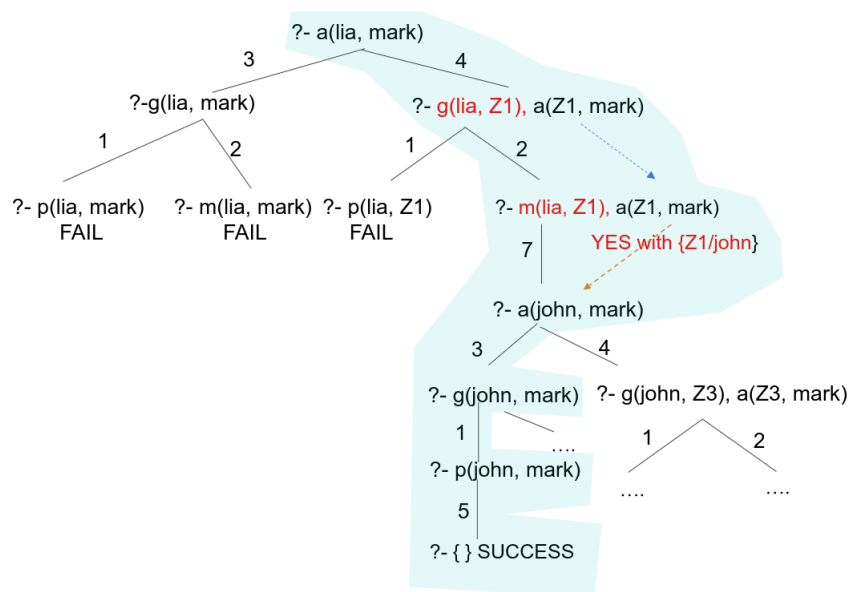 ?- a(lia, mark)
3
4
?-g(lia, mark)
?- g(lia, Z1), a(Z1, mark)
1
2
1
2
?- p(lia, mark)
FAIL
?- m(lia, mark)
FAIL
?- p(lia, Z1)
FAIL
?- m(lia, Z1), a(Z1, mark)
7
YES with {Z1/john}
?- a(john, mark)
3
4
?- g(john, mark)
?- g(john, Z3), a(Z3, mark)
1
....
1
2
?- p(john, mark)
....
....
5
?- { } SUCCESS